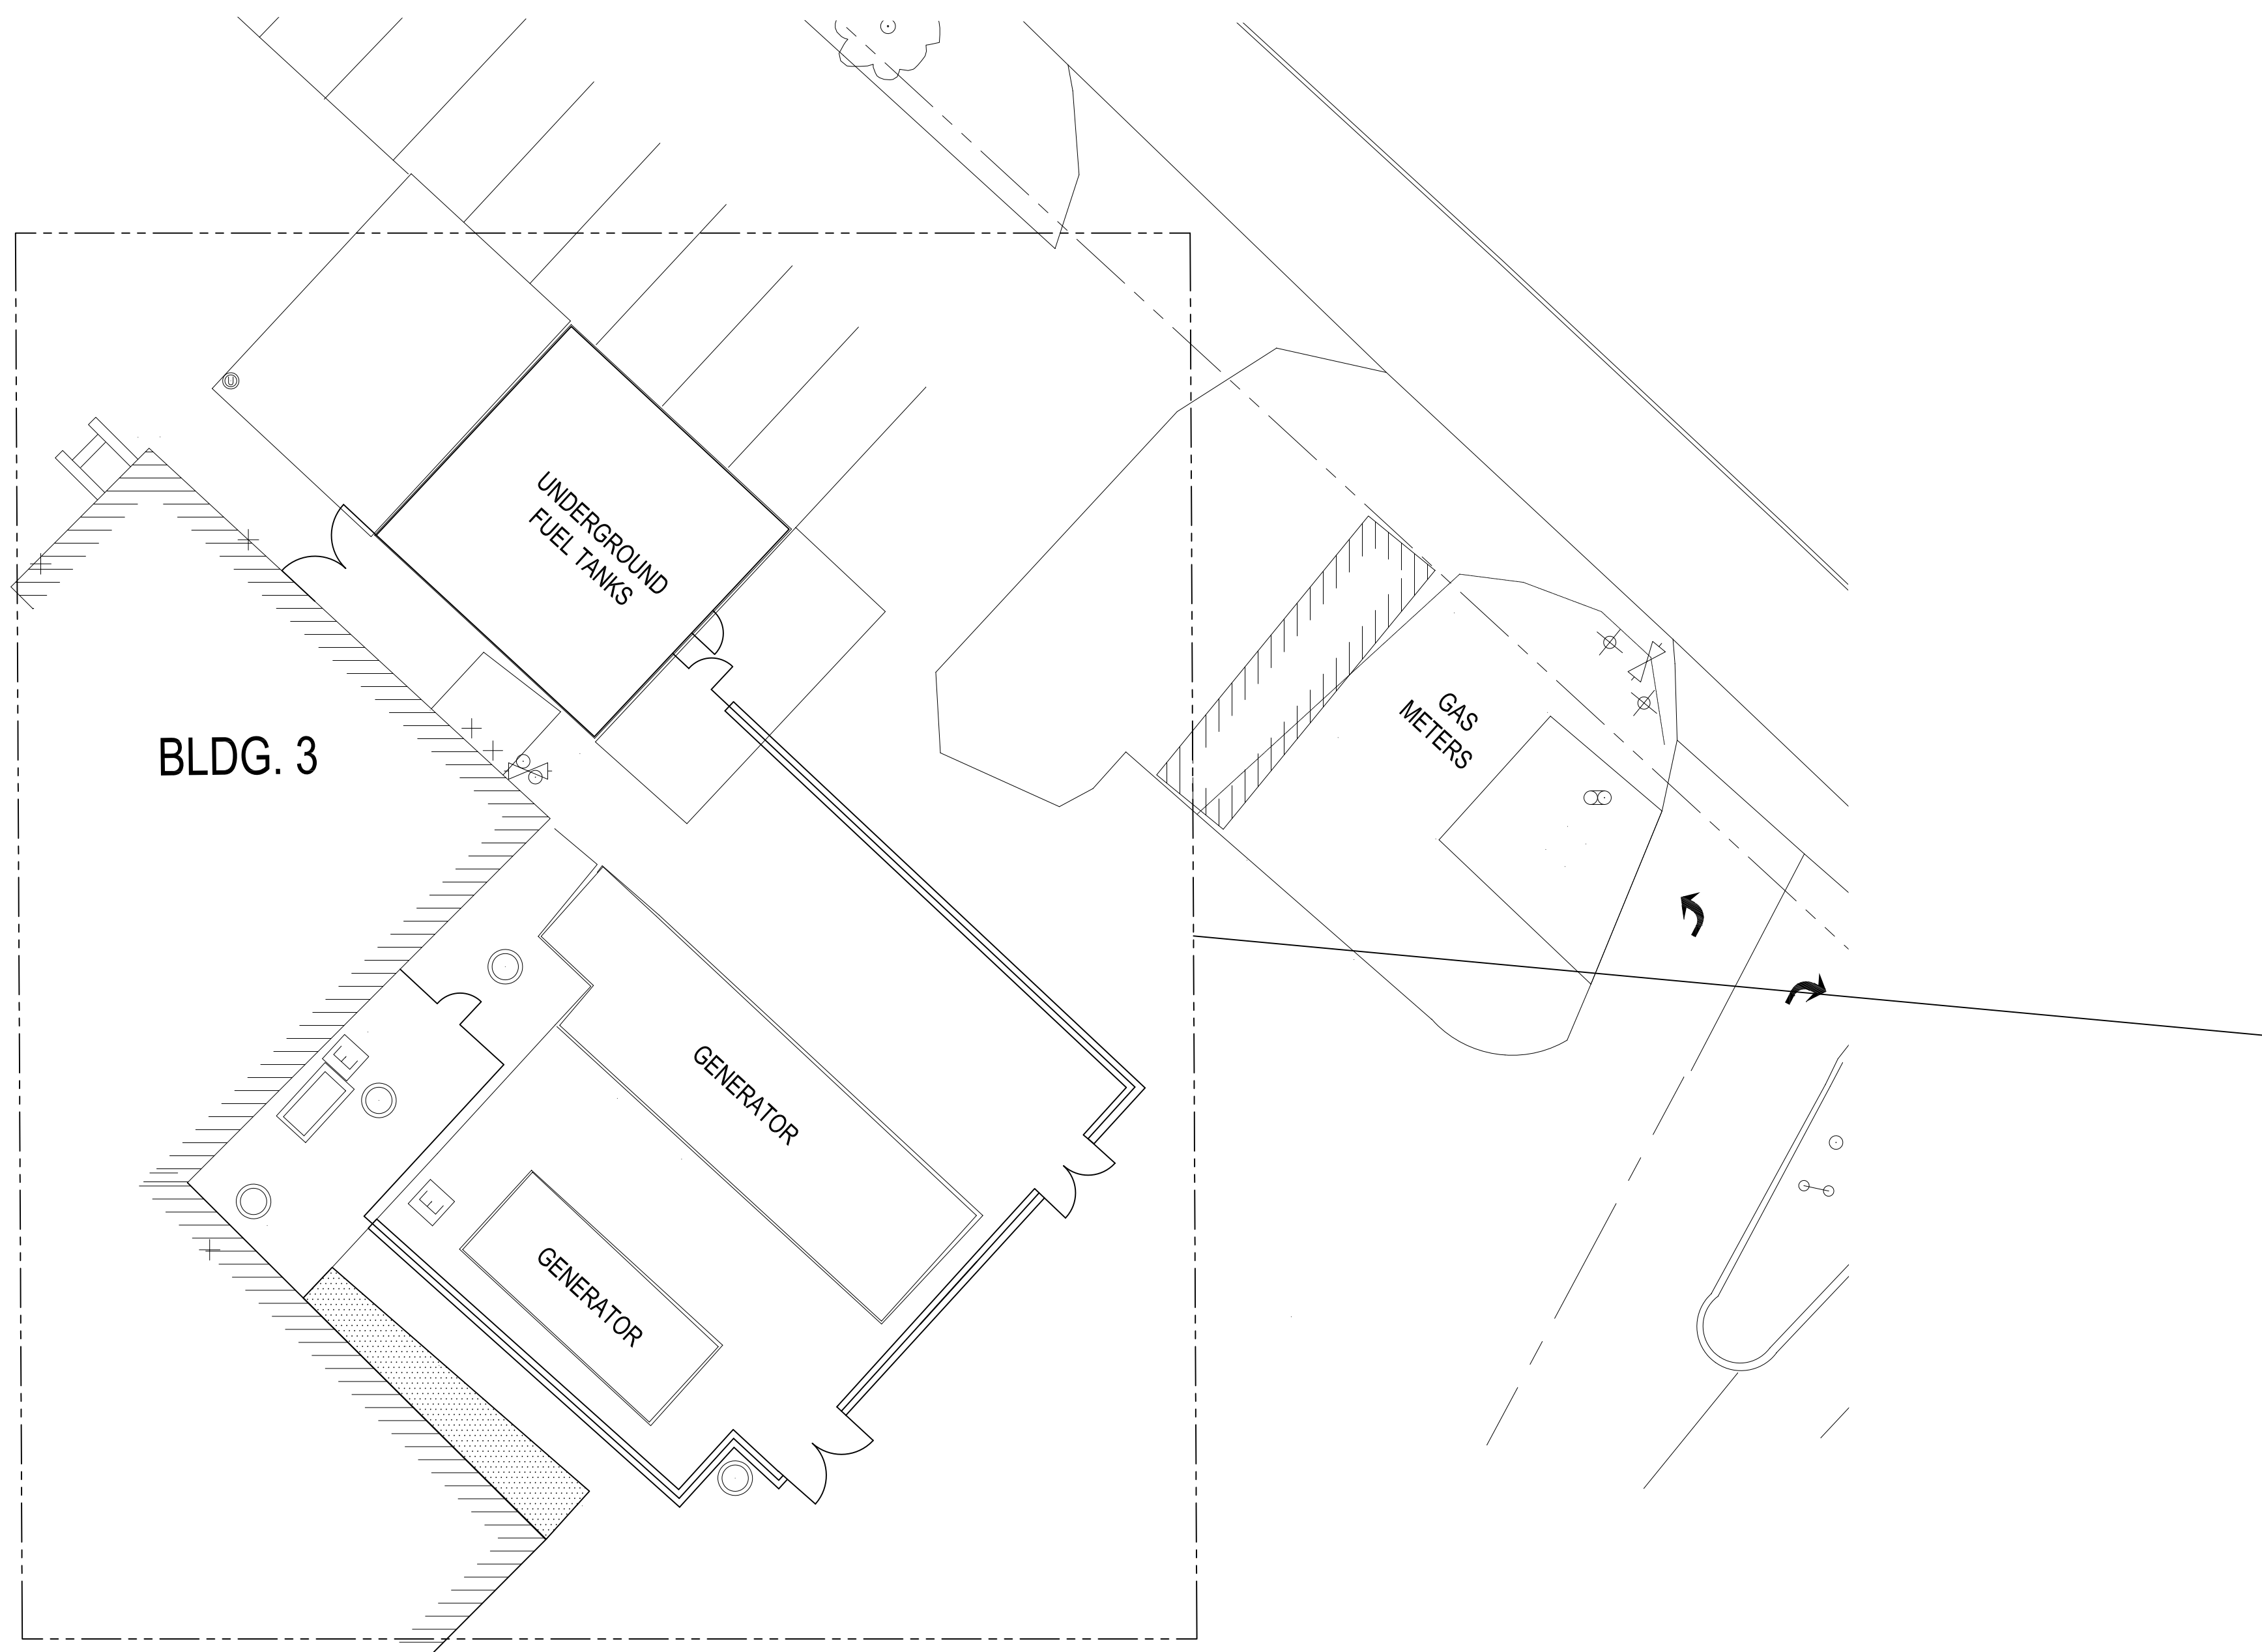 UNDERGROUND
FUEL TANKS
U
BLDG. 3
GAS
METERS
GENERATOR
E
E
GENERATOR